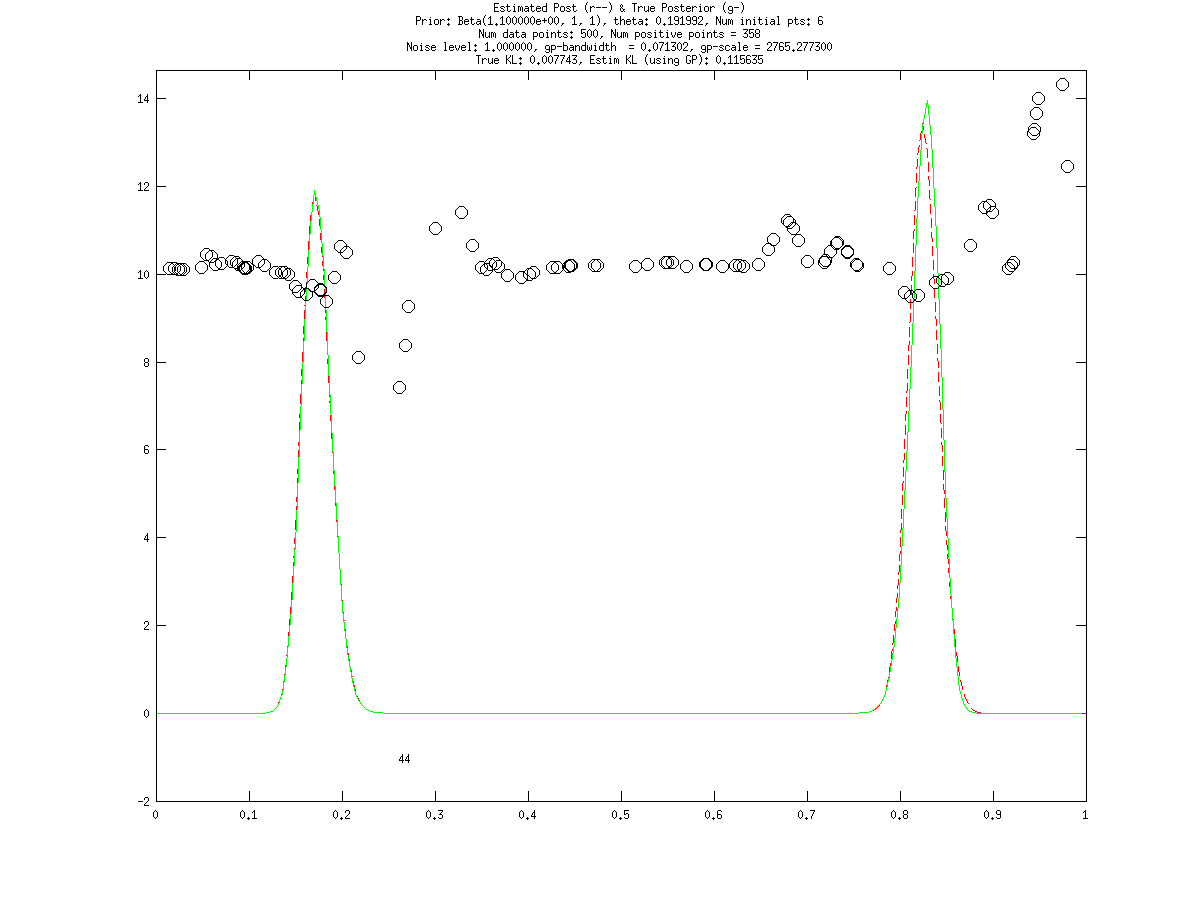 Estimated Post (r--) & True Posterior (g-)
Prior: Beta(1.100000e+00, 1, 1), theta: 0.191992, Num initial pts: 6
Num data points: 500, Num positive points = 358
Noise level: 1.000000, gp-bandwidth = 0.071302, gp-scale = 2765.277300
True KL: 0.007743, Estim KL (using GP): 0.115635
14
12
10
8
6
4
2
0
44
-2
0 0.1 0.2 0.3 0.4 0.5 0.6 0.7 0.8 0.9 1